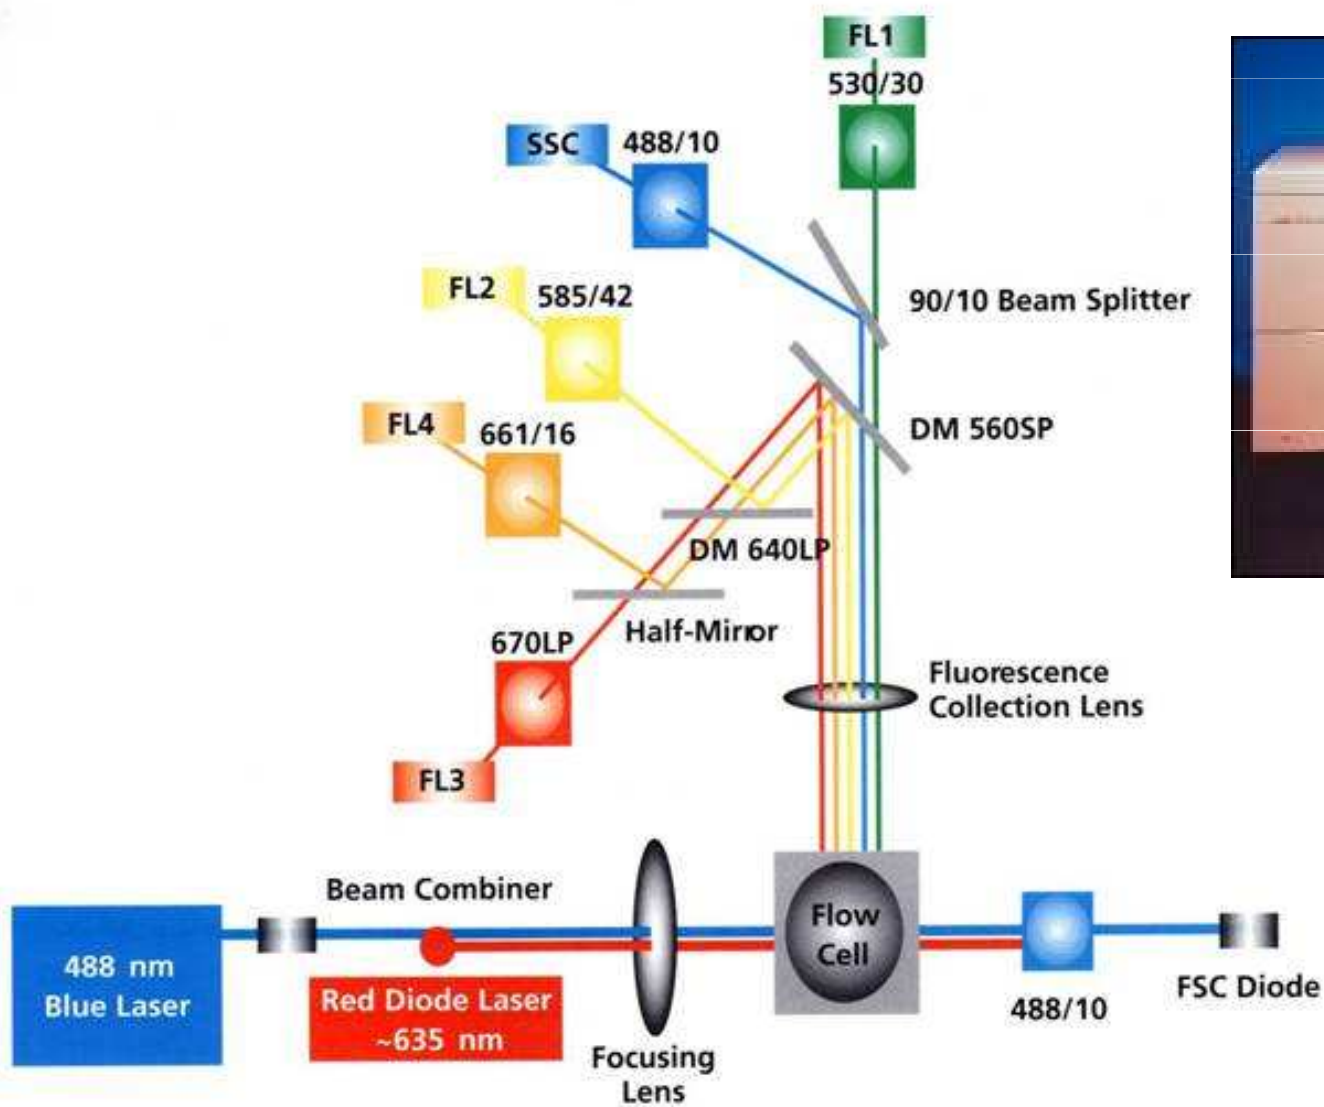 FL1
530/30
SSC
488/10
FL2
585/42
90/10 Beam Splitter
FL4
661/16
DM 560SP
DM 640LP
Half-Mirror
670LP
Fluorescence
Collection Lens
FL3
Beam Combiner
488 nm
Blue Laser
Red Diode Laser
~635 nm
Focusing
Lens
Flow
Cell
488/10
FSC Diode